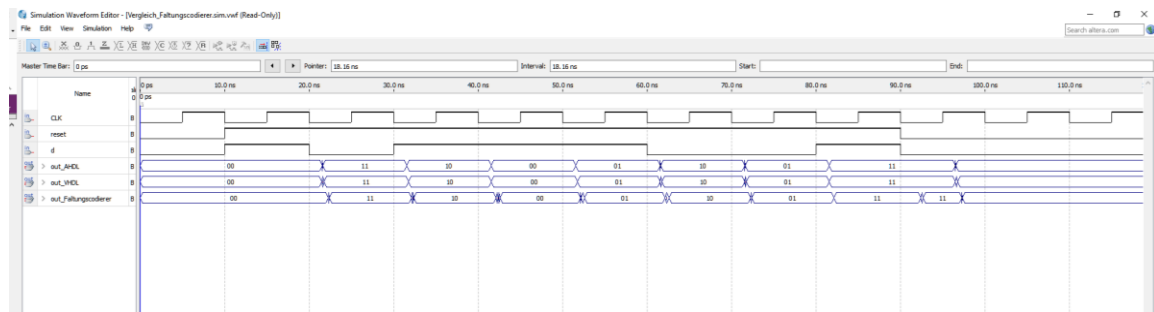 Simulation Waveform Editor - [Vergleich_Faltungscodierer.sim.vwf (Read-Only)]
File Edit View Simulation Help
Search altera.com
Master Time Bar: 0 ps Pointer: 18.16 ns Interval: 18.16 ns Start: End:
Name 0 ps 10.0 ns 20.0 ns 30.0 ns 40.0 ns 50.0 ns 60.0 ns 70.0 ns 80.0 ns 90.0 ns 100.0 ns 110.0 ns
0 ps
CLK B
reset B
d B
> out_AHDL B 00 11 10 00 01 10 01 11
> out_VHDL B 00 11 10 00 01 10 01 11
> out_Faltungscodierer B 00 11 10 00 01 10 01 11 11